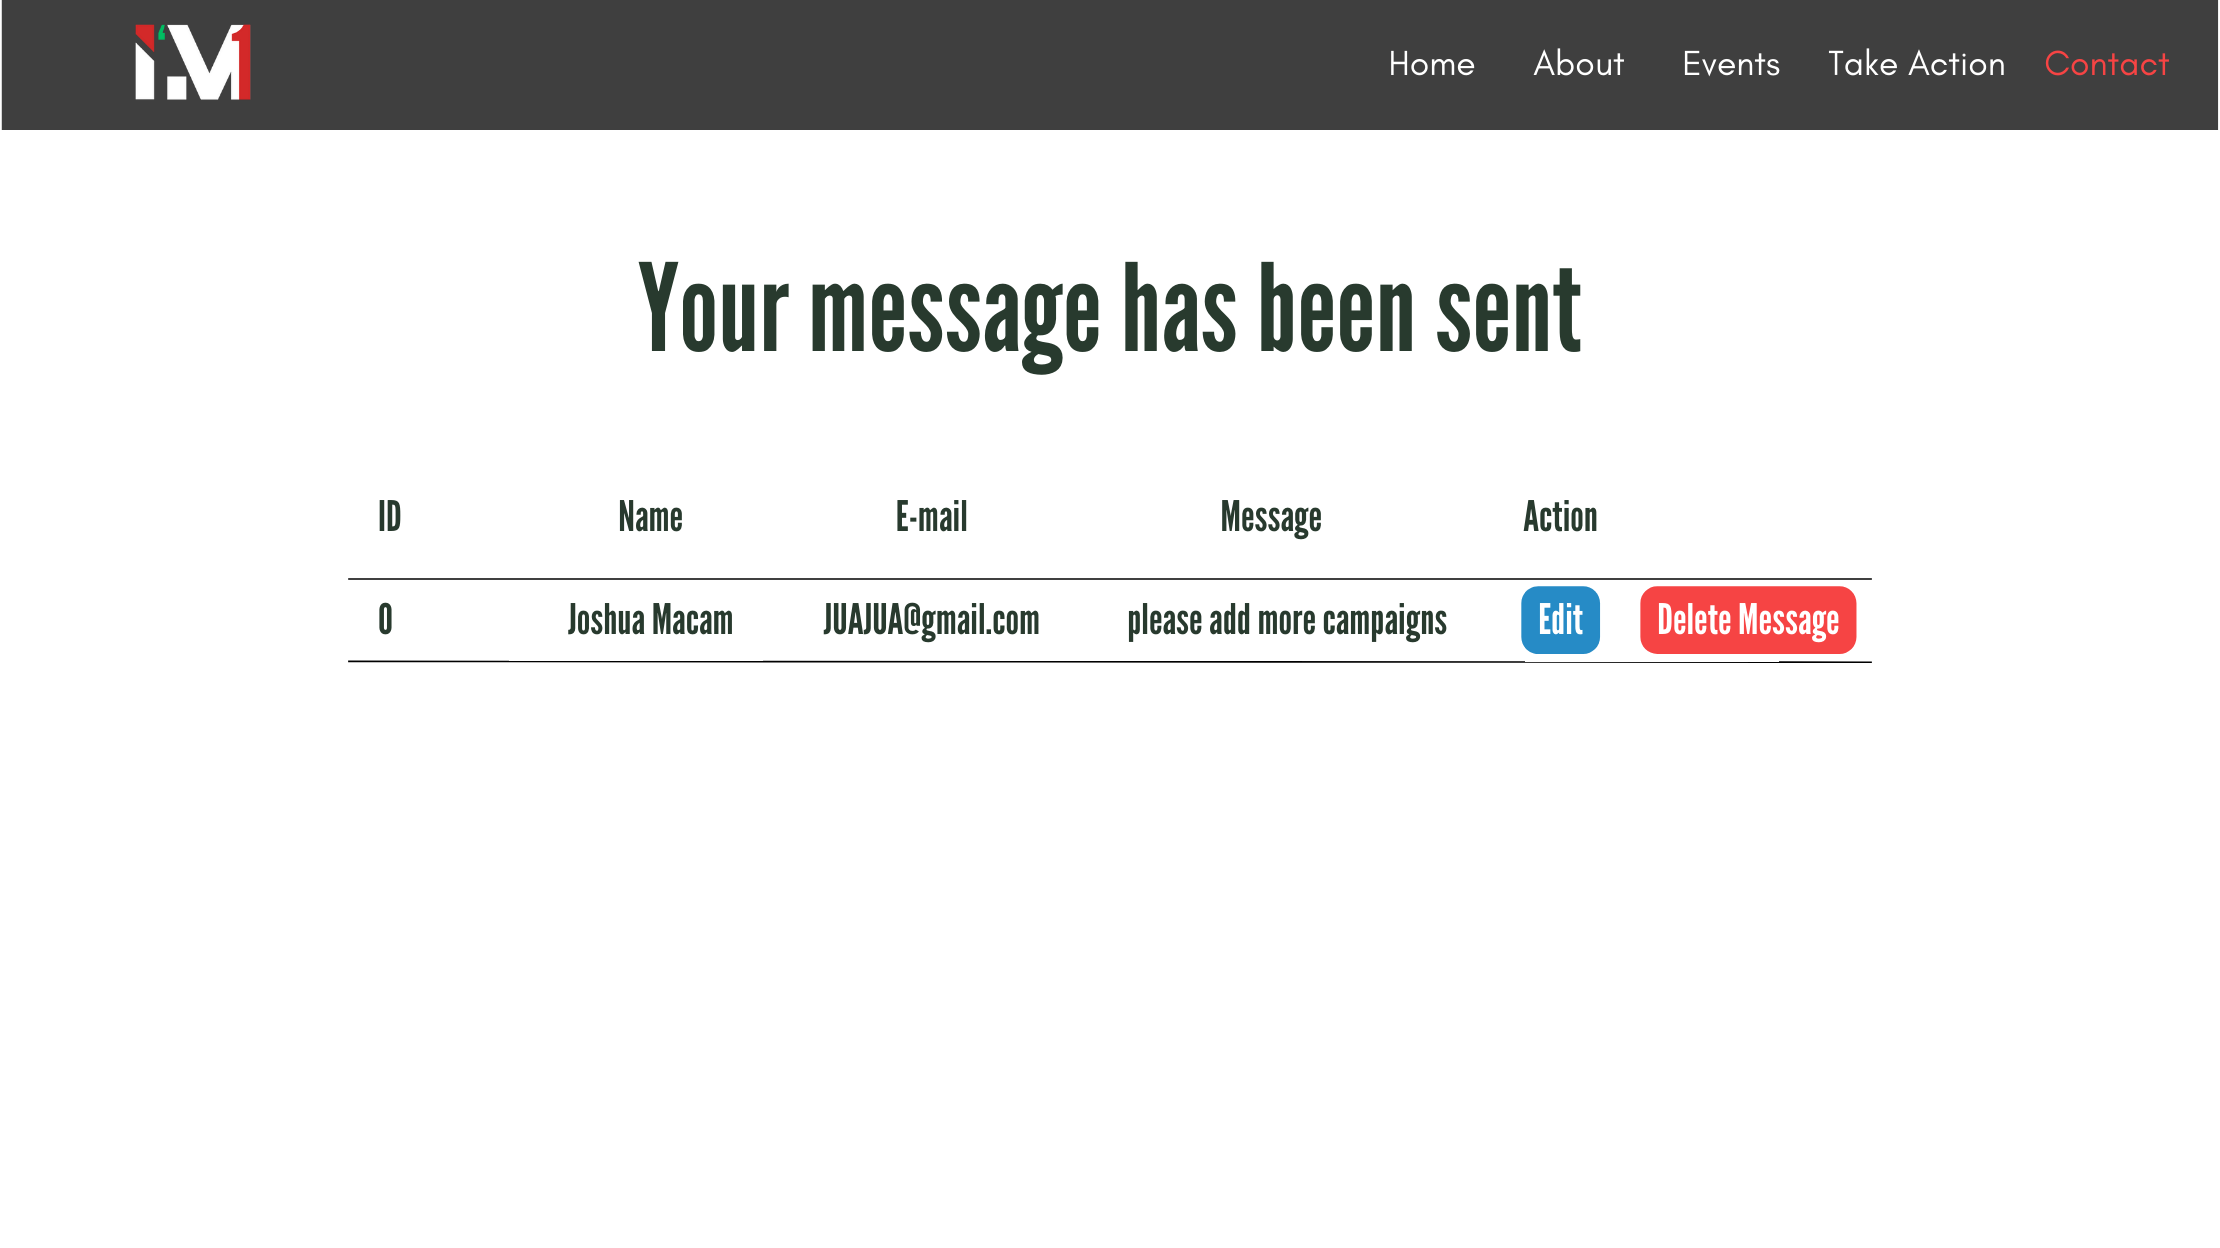 I'M1
Home About Events Take Action Contact
Your message has been sent
ID Name E-mail Message Action
0 Joshua Macam JUAJUA@gmail.com please add more campaigns Edit Delete Message